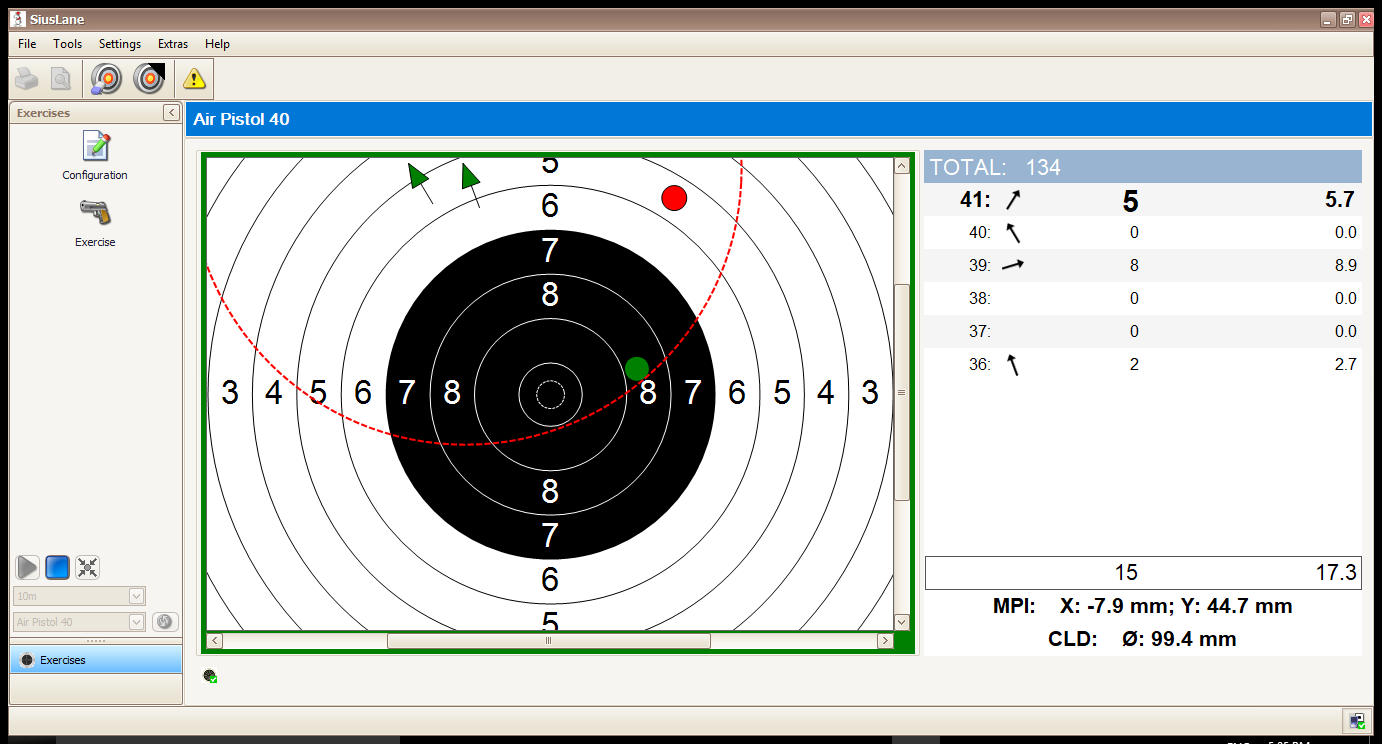 SiusLane
File Tools Settings Extras Help
Exercises
Configuration
Exercise
10m
Air Pistol 40
Exercises
Air Pistol 40
5
6
7
8
3 4 5 6 7 8 8 7 6 5 4 3
8
7
6
5
TOTAL: 134
41: 5 5.7
40: 0 0.0
39: 8 8.9
38: 0 0.0
37: 0 0.0
36: 2 2.7
15 17.3
MPI: X: -7.9 mm; Y: 44.7 mm
CLD: Ø: 99.4 mm